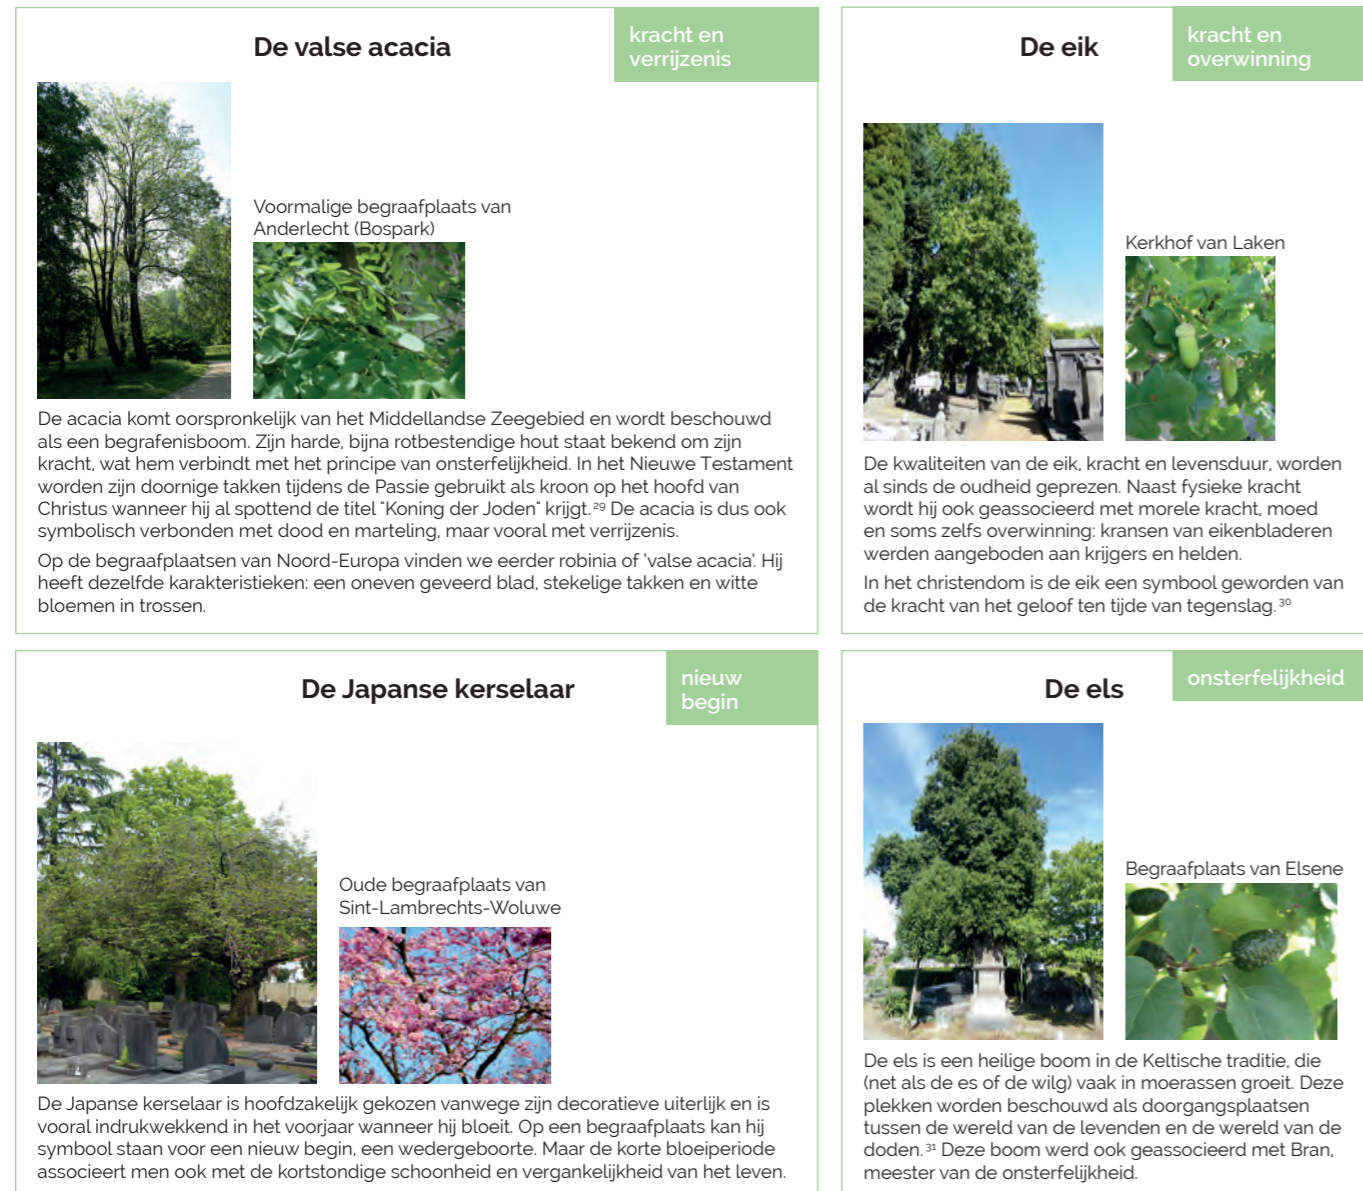 De valse acacia
kracht en
verrijzenis
Voormalige begraafplaats van
Anderlecht (Bospark)
De acacia komt oorspronkelijk van het Middellandse Zeegebied en wordt beschouwd
als een begrafenisboom. Zijn harde, bijna rotbestendige hout staat bekend om zijn
kracht, wat hem verbindt met het principe van onsterfelijkheid. In het Nieuwe Testament
worden zijn doornige takken tijdens de Passie gebruikt als kroon op het hoofd van
Christus wanneer hij al spottend de titel "Koning der Joden" krijgt.²⁹ De acacia is dus ook
symbolisch verbonden met dood en marteling, maar vooral met verrijzenis.
Op de begraafplaatsen van Noord-Europa vinden we eerder robinia of 'valse acacia'. Hij
heeft dezelfde karakteristieken: een oneven geveerd blad, stekelige takken en witte
bloemen in trossen.
De eik
kracht en
overwinning
Kerkhof van Laken
De kwaliteiten van de eik, kracht en levensduur, worden
al sinds de oudheid geprezen. Naast fysieke kracht
wordt hij ook geassocieerd met morele kracht, moed
en soms zelfs overwinning: kransen van eikenbladeren
werden aangeboden aan krijgers en helden.
In het christendom is de eik een symbool geworden van
de kracht van het geloof ten tijde van tegenslag.³⁰
De Japanse kerselaar
nieuw
begin
Oude begraafplaats van
Sint-Lambrechts-Woluwe
De Japanse kerselaar is hoofdzakelijk gekozen vanwege zijn decoratieve uiterlijk en is
vooral indrukwekkend in het voorjaar wanneer hij bloeit. Op een begraafplaats kan hij
symbool staan voor een nieuw begin, een wedergeboorte. Maar de korte bloeiperiode
associeert men ook met de kortstondige schoonheid en vergankelijkheid van het leven.
De els
onsterfelijkheid
Begraafplaats van Elsene
De els is een heilige boom in de Keltische traditie, die
(net als de es of de wilg) vaak in moerassen groeit. Deze
plekken worden beschouwd als doorgangsplaatsen
tussen de wereld van de levenden en de wereld van de
doden.³¹ Deze boom werd ook geassocieerd met Bran,
meester van de onsterfelijkheid.